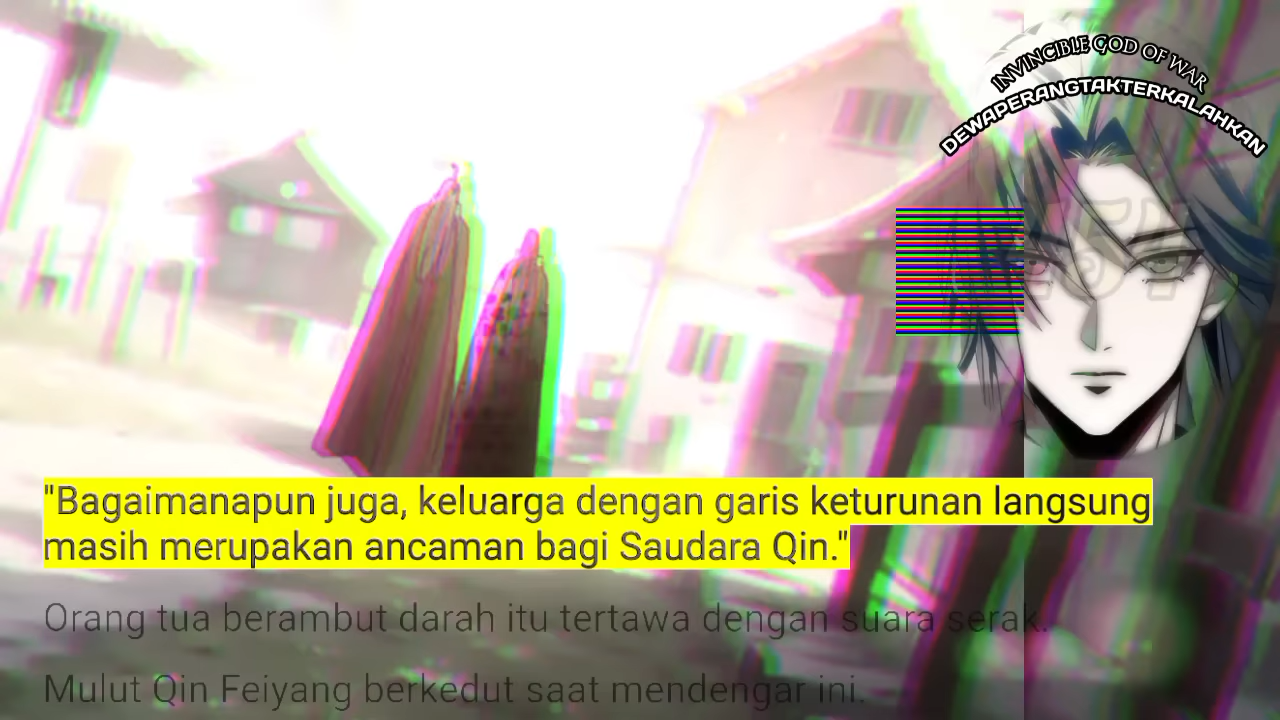 INVINCIBLE GOD OF WAR
DEWAPERANGTAKTERKALAHKAN
"Bagaimanapun juga, keluarga dengan garis keturunan langsung
masih merupakan ancaman bagi Saudara Qin."
Orang tua berambut darah itu tertawa dengan suara serak.
Mulut Qin Feiyang berkedut saat mendengar ini.